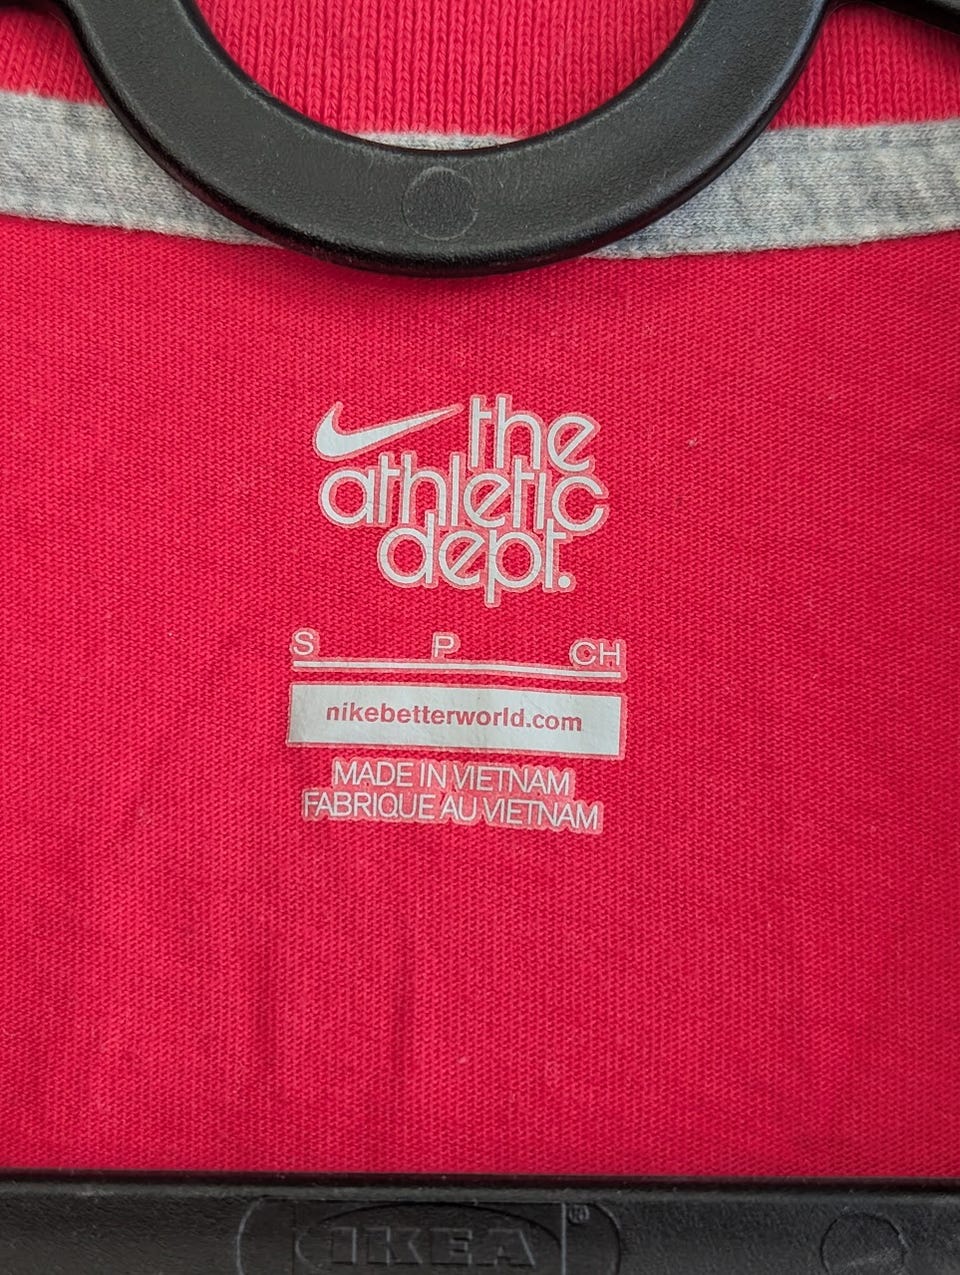 the
athletic
dept.
S P CH
nikebetterworld.com
MADE IN VIETNAM
FABRIQUE AU VIETNAM
IKEA®